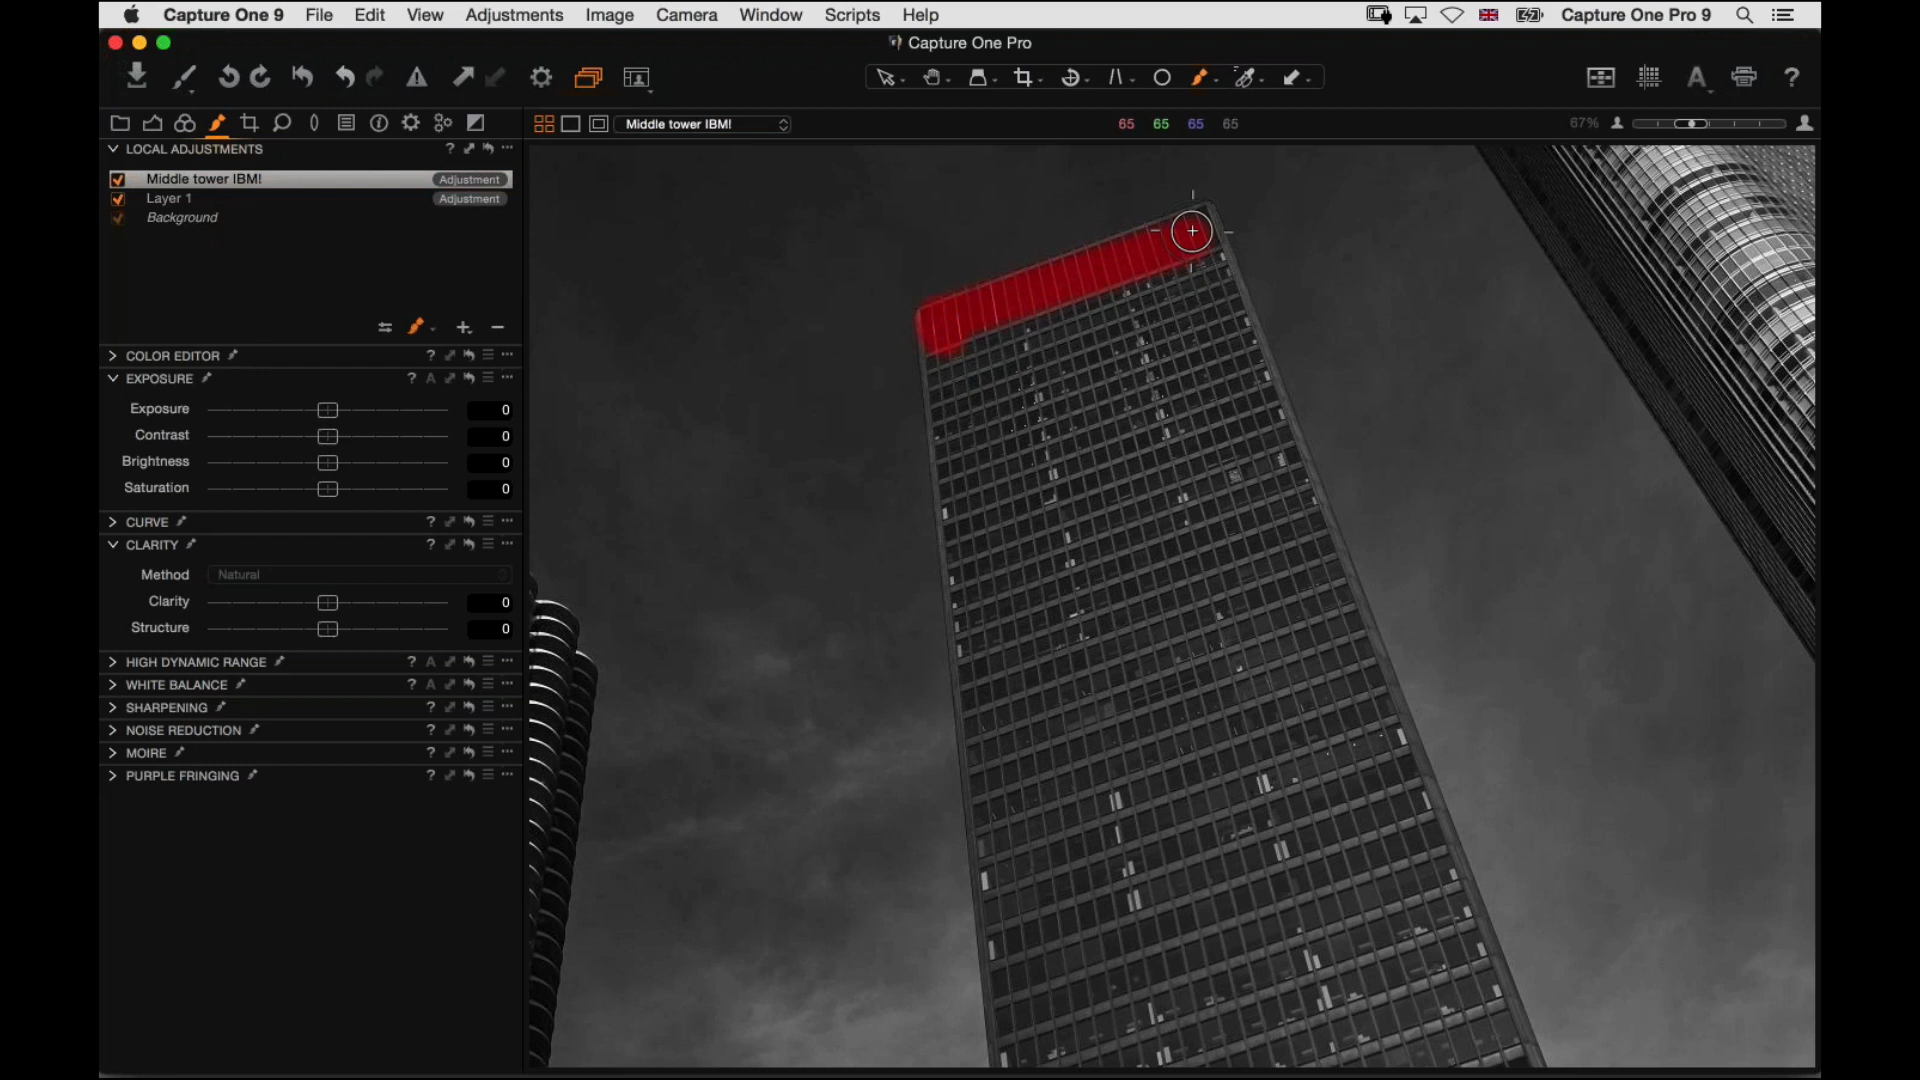 Capture One 9 File Edit View Adjustments Image Camera Window Scripts Help Capture One Pro 9
Capture One Pro
A ?
Middle tower IBM! 65 65 65 65 67%
LOCAL ADJUSTMENTS ?
Middle tower IBM! Adjustment
Layer 1 Adjustment
Background
COLOR EDITOR ?
EXPOSURE ? A
Exposure 0
Contrast 0
Brightness 0
Saturation 0
CURVE ?
CLARITY ?
Method Natural
Clarity 0
Structure 0
HIGH DYNAMIC RANGE ? A
WHITE BALANCE ? A
SHARPENING ?
NOISE REDUCTION ?
MOIRE ?
PURPLE FRINGING ?